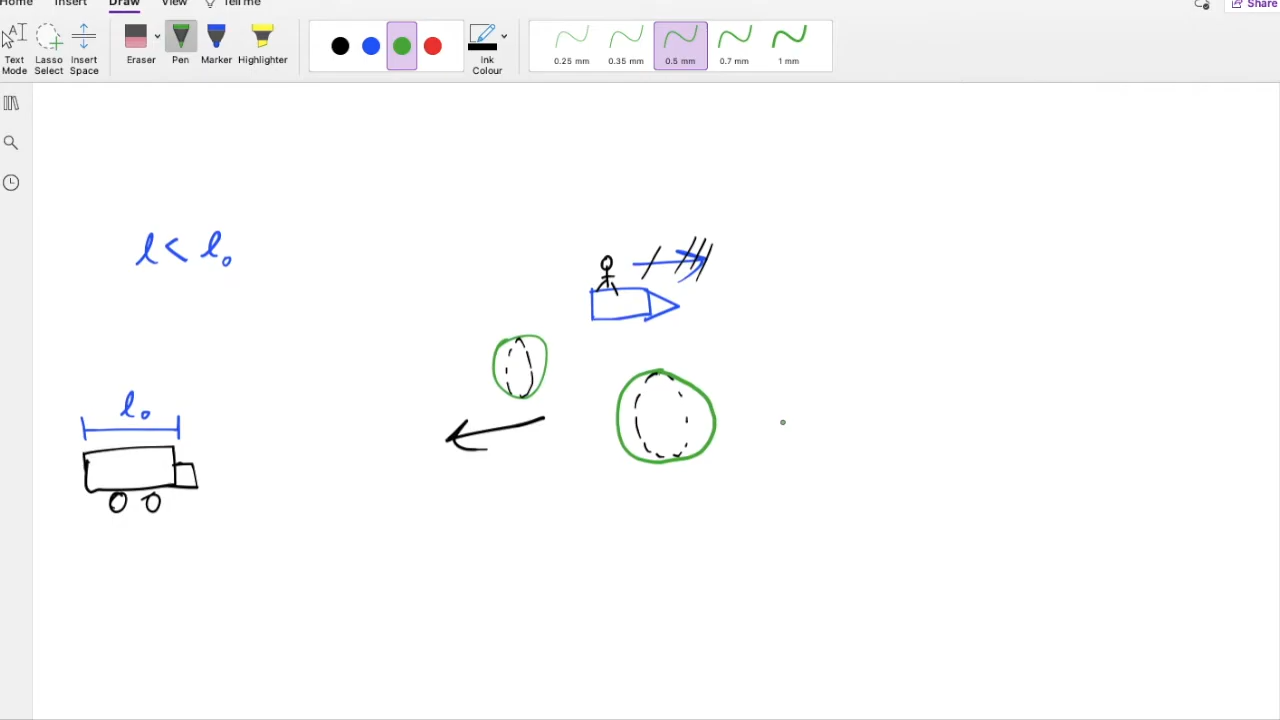 Home Insert Draw View Tell me Share
Text Mode
Lasso Select
Insert Space
Eraser
Pen
Marker
Highlighter
Ink Colour
0.25 mm
0.35 mm
0.5 mm
0.7 mm
1 mm
l < l₀
l₀